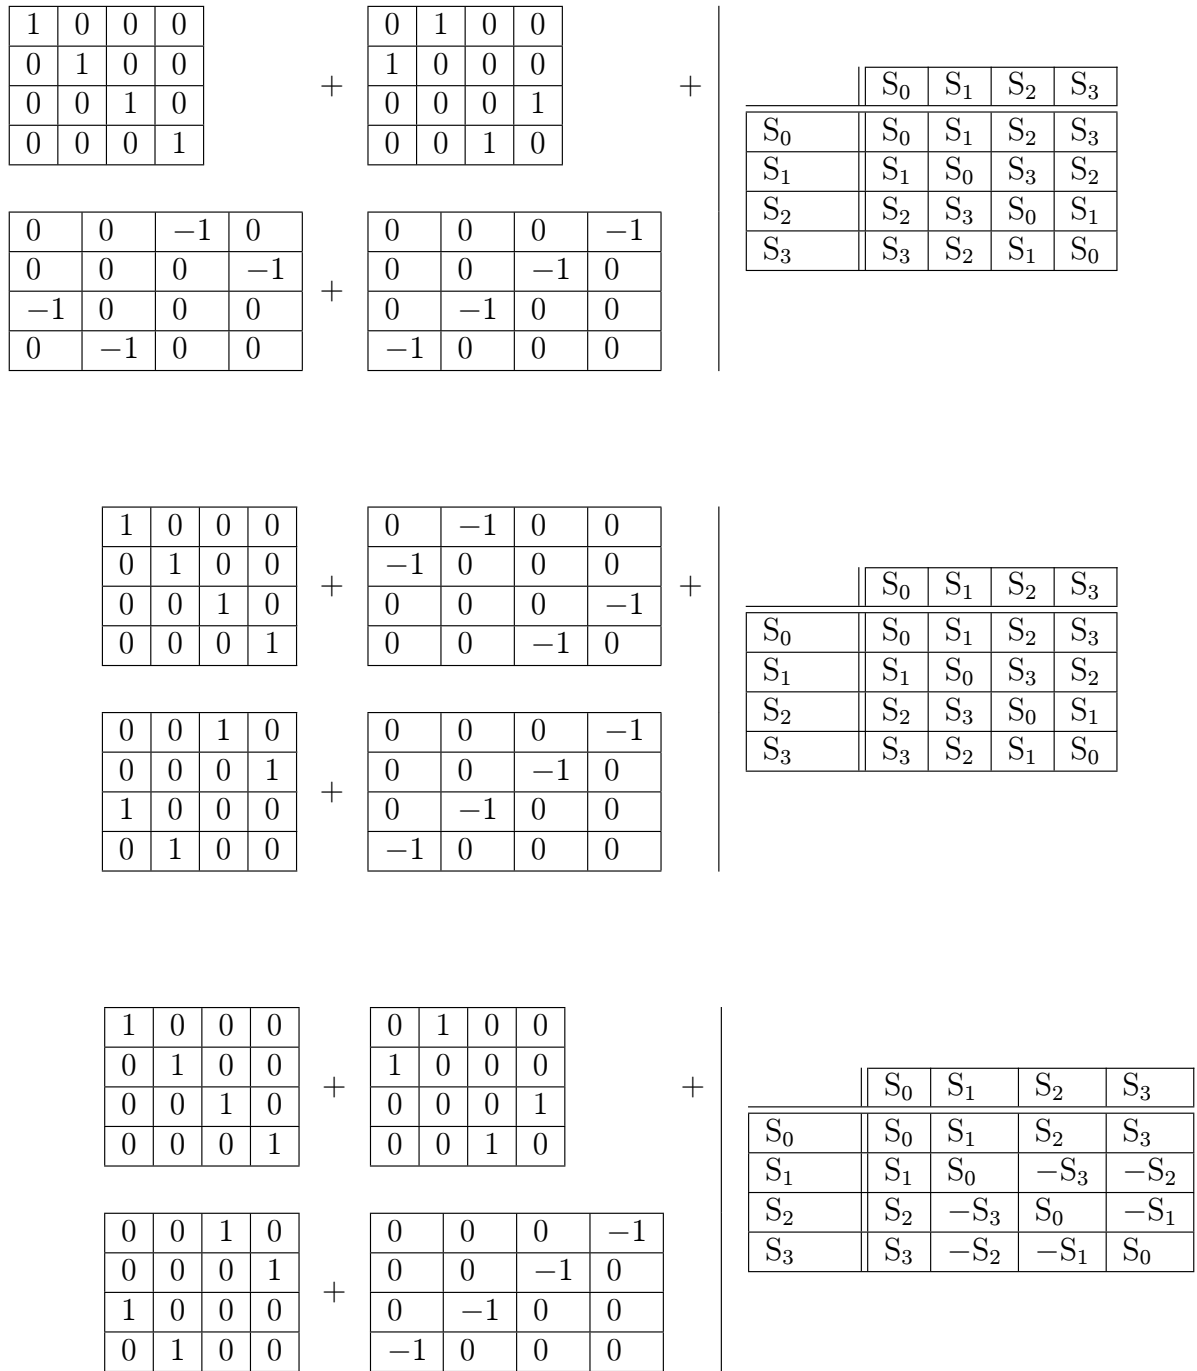 1 0 0 0    0 1 0 0
0 1 0 0    1 0 0 0
+    +
0 0 1 0    0 0 0 1
0 0 0 1    0 0 1 0
0 0 −1 0    0 0 0 −1
0 0 0 −1    0 0 −1 0
+
−1 0 0 0    0 −1 0 0
0 −1 0 0    −1 0 0 0
S₀ S₁ S₂ S₃
S₀ S₀ S₁ S₂ S₃
S₁ S₁ S₀ S₃ S₂
S₂ S₂ S₃ S₀ S₁
S₃ S₃ S₂ S₁ S₀
1 0 0 0    0 −1 0 0
0 1 0 0    −1 0 0 0
+    +
0 0 1 0    0 0 0 −1
0 0 0 1    0 0 −1 0
0 0 1 0    0 0 0 −1
0 0 0 1    0 0 −1 0
+
1 0 0 0    0 −1 0 0
0 1 0 0    −1 0 0 0
S₀ S₁ S₂ S₃
S₀ S₀ S₁ S₂ S₃
S₁ S₁ S₀ S₃ S₂
S₂ S₂ S₃ S₀ S₁
S₃ S₃ S₂ S₁ S₀
1 0 0 0    0 1 0 0
0 1 0 0    1 0 0 0
+    +
0 0 1 0    0 0 0 1
0 0 0 1    0 0 1 0
0 0 1 0    0 0 0 −1
0 0 0 1    0 0 −1 0
+
1 0 0 0    0 −1 0 0
0 1 0 0    −1 0 0 0
S₀ S₁ S₂ S₃
S₀ S₀ S₁ S₂ S₃
S₁ S₁ S₀ −S₃ −S₂
S₂ S₂ −S₃ S₀ −S₁
S₃ S₃ −S₂ −S₁ S₀